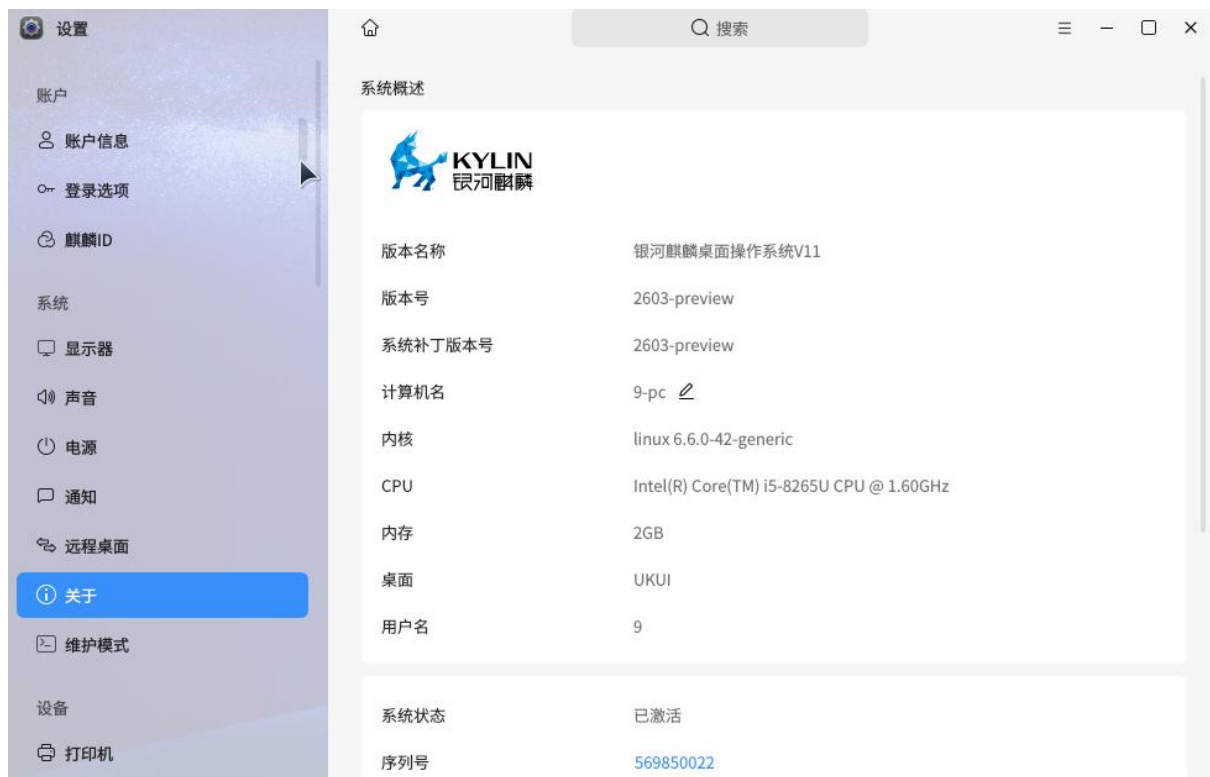 设置
搜索
账户
账户信息
登录选项
麒麟ID
系统
显示器
声音
电源
通知
远程桌面
关于
维护模式
设备
打印机
系统概述
KYLIN
银河麒麟
版本名称 银河麒麟桌面操作系统V11
版本号 2603-preview
系统补丁版本号 2603-preview
计算机名 9-pc
内核 linux 6.6.0-42-generic
CPU Intel(R) Core(TM) i5-8265U CPU @ 1.60GHz
内存 2GB
桌面 UKUI
用户名 9
系统状态 已激活
序列号 569850022